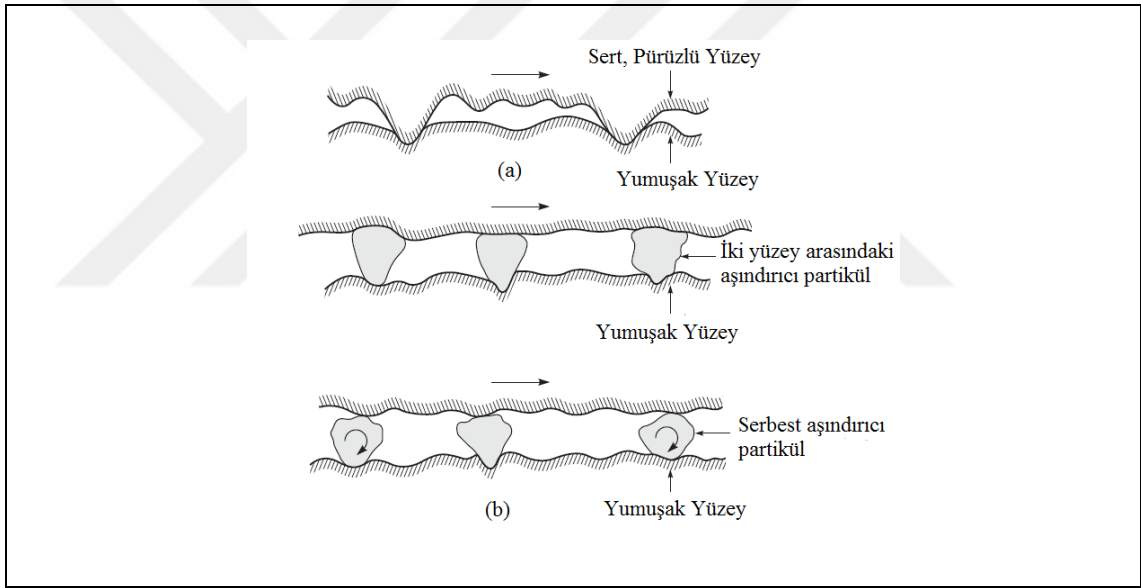 Sert, Pürüzlü Yüzey
(a)
Yumuşak Yüzey
İki yüzey arasındaki
aşındırıcı partikül
Yumuşak Yüzey
Serbest aşındırıcı
partikül
(b)
Yumuşak Yüzey